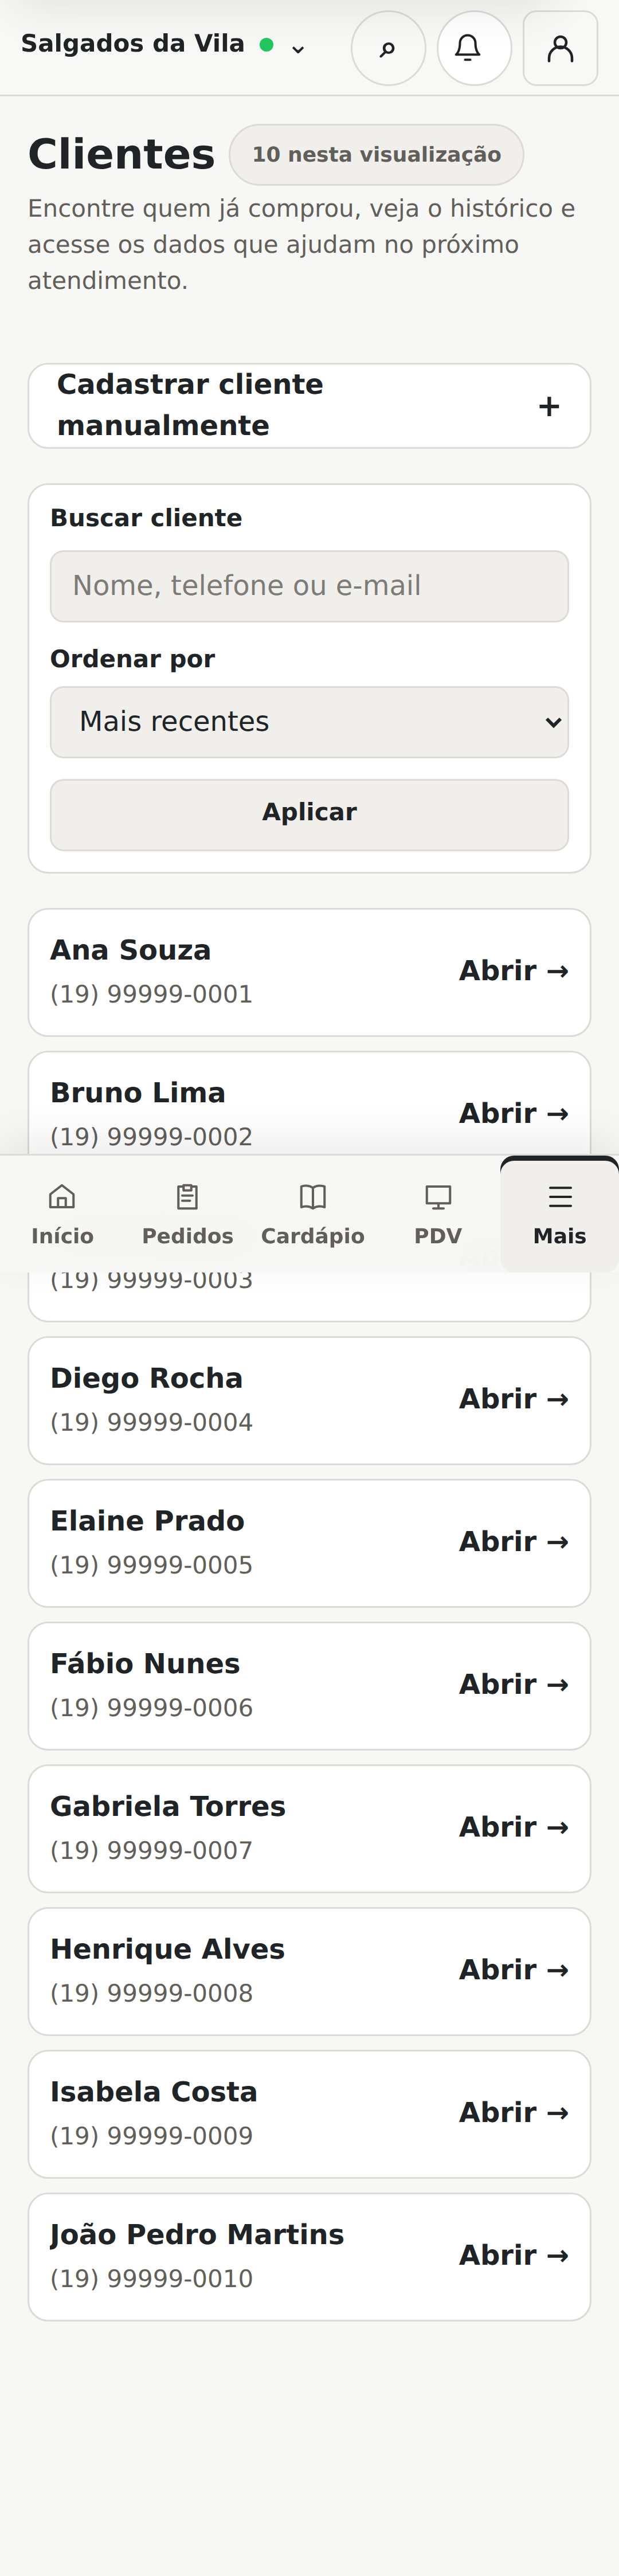 Salgados da Vila
Clientes
10 nesta visualização
Encontre quem já comprou, veja o histórico e
acesse os dados que ajudam no próximo
atendimento.
Cadastrar cliente
manualmente
+
Buscar cliente
Nome, telefone ou e-mail
Ordenar por
Mais recentes
Aplicar
Ana Souza
(19) 99999-0001
Abrir →
Bruno Lima
(19) 99999-0002
Abrir →
Início
Pedidos
Cardápio
PDV
Mais
(19) 99999-0003
Diego Rocha
(19) 99999-0004
Abrir →
Elaine Prado
(19) 99999-0005
Abrir →
Fábio Nunes
(19) 99999-0006
Abrir →
Gabriela Torres
(19) 99999-0007
Abrir →
Henrique Alves
(19) 99999-0008
Abrir →
Isabela Costa
(19) 99999-0009
Abrir →
João Pedro Martins
(19) 99999-0010
Abrir →